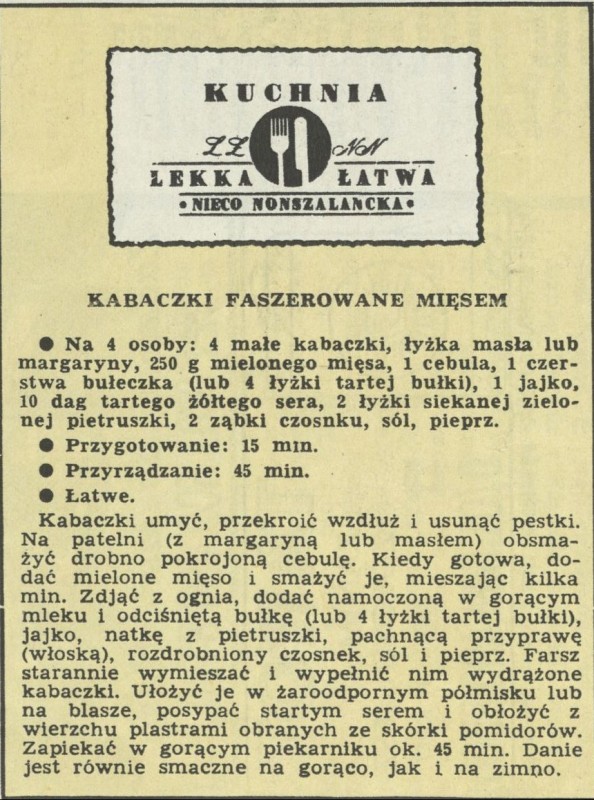 KUCHNIA
LŁ NN
LEKKA ŁATWA
• NIECO NONSZALANCKA •
KABACZKI FASZEROWANE MIĘSEM
● Na 4 osoby: 4 małe kabaczki, łyżka masła lub
margaryny, 250 g mielonego mięsa, 1 cebula, 1 czer-
stwa bułeczka (lub 4 łyżki tartej bułki), 1 jajko,
10 dag tartego żółtego sera, 2 łyżki siekanej zielo-
nej pietruszki, 2 ząbki czosnku, sól, pieprz.
● Przygotowanie: 15 min.
● Przyrządzanie: 45 min.
● Łatwe.
Kabaczki umyć, przekroić wzdłuż i usunąć pestki.
Na patelni (z margaryną lub masłem) obsma-
żyć drobno pokrojoną cebulę. Kiedy gotowa, do-
dać mielone mięso i smażyć je, mieszając kilka
min. Zdjąć z ognia, dodać namoczoną w gorącym
mleku i odciśniętą bułkę (lub 4 łyżki tartej bułki),
jajko, natkę z pietruszki, pachnącą przyprawę
(włoską), rozdrobniony czosnek, sól i pieprz. Farsz
starannie wymieszać i wypełnić nim wydrążone
kabaczki. Ułożyć je w żaroodpornym półmisku lub
na blasze, posypać startym serem i obłożyć z
wierzchu plastrami obranych ze skórki pomidorów.
Zapiekać w gorącym piekarniku ok. 45 min. Danie
jest równie smaczne na gorąco, jak i na zimno.